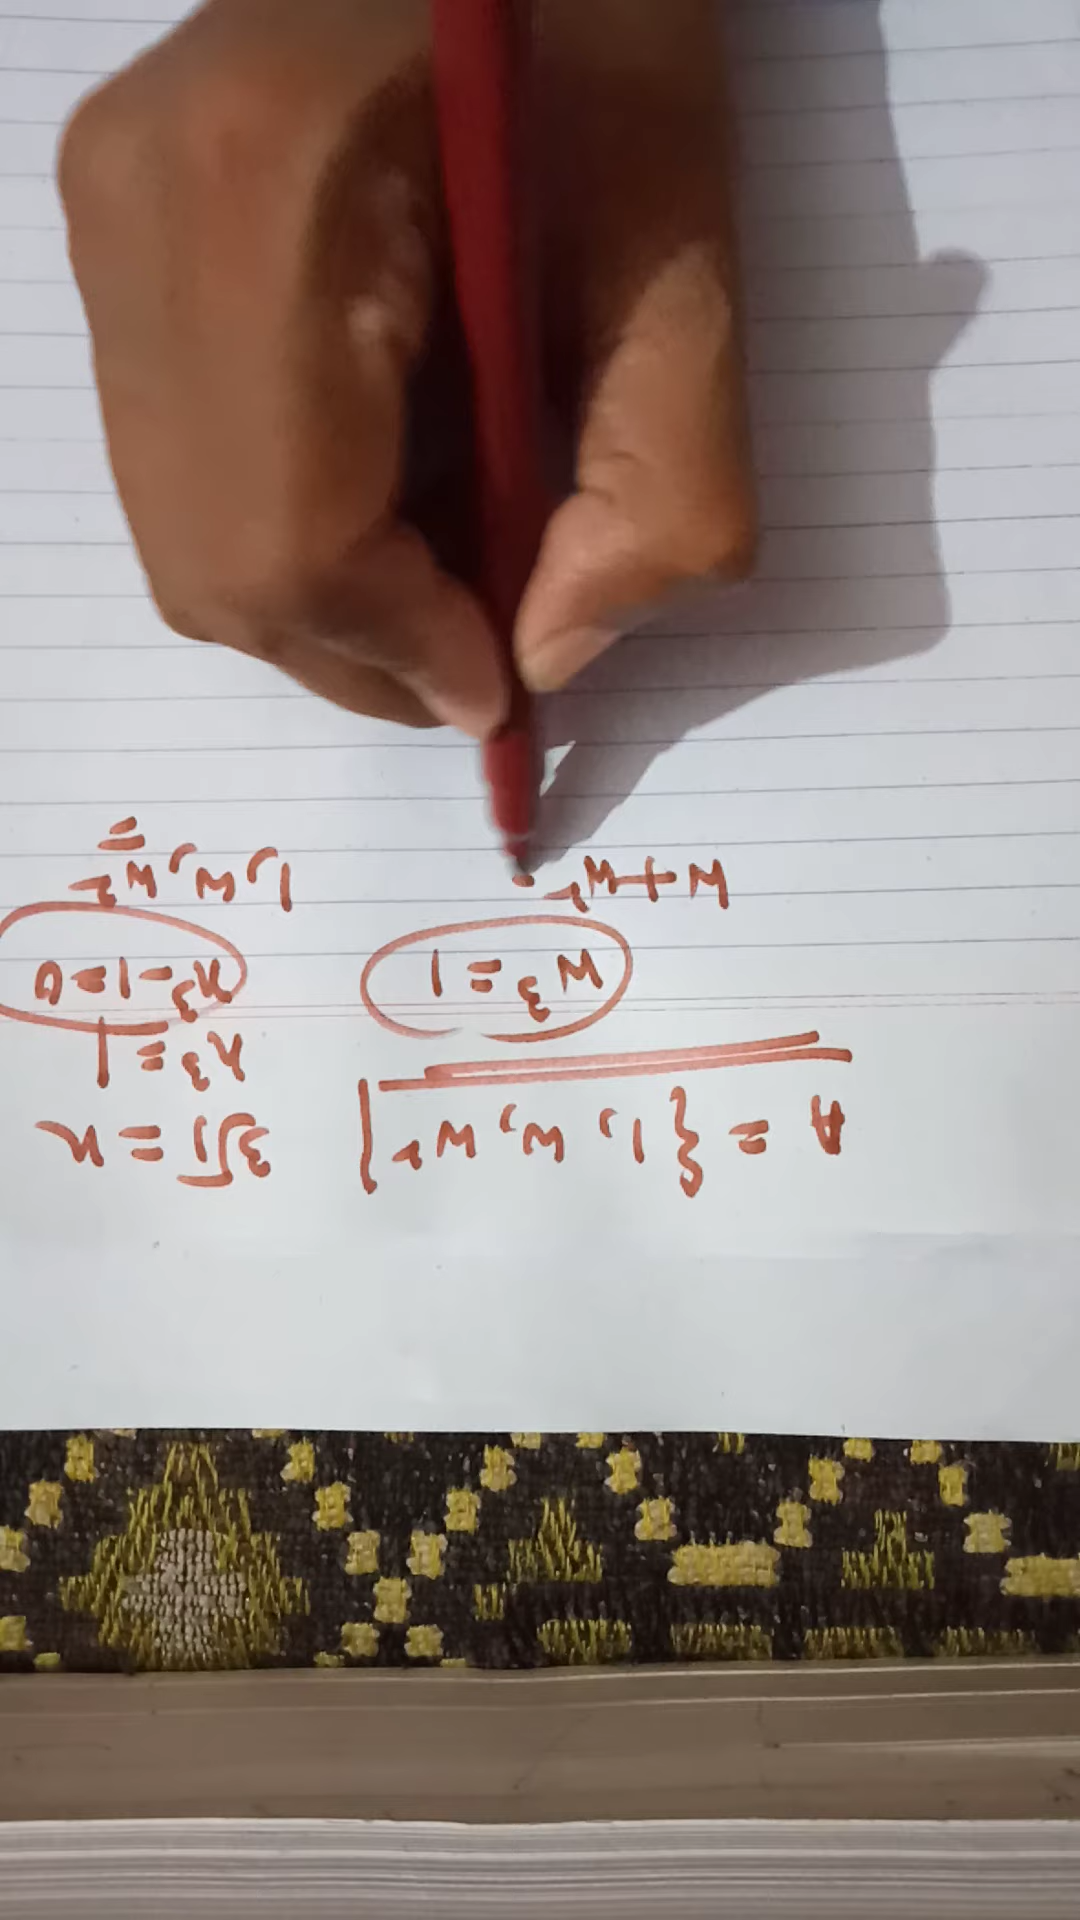 A = {1, w, w²}
w³ = 1
w + w²
∛1 = x
x³ = 1
x³ - 1 = 0
1, w, w²
=